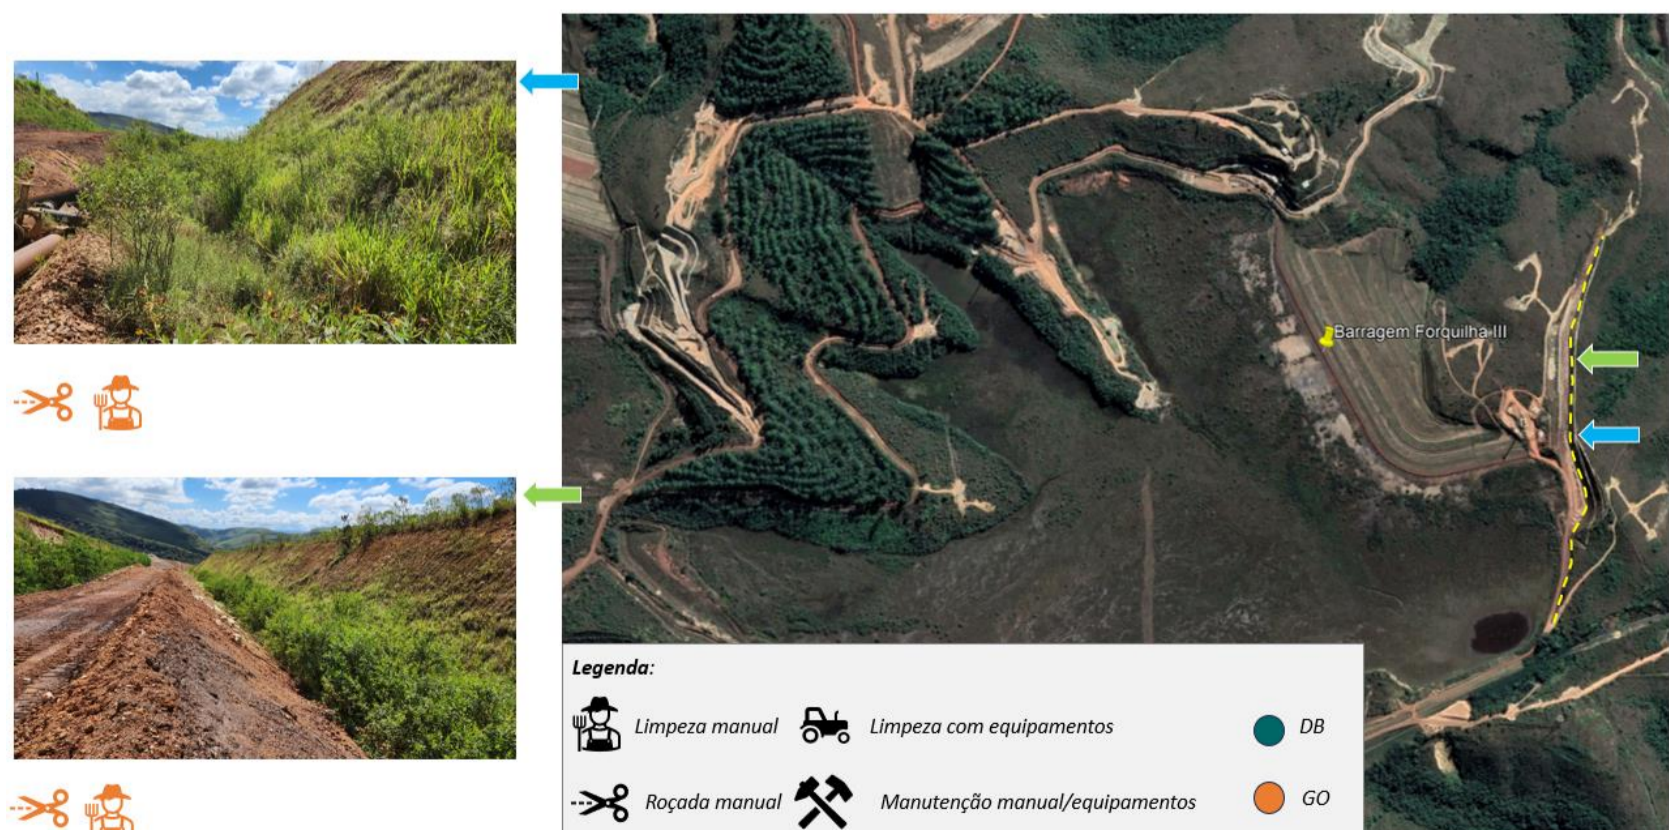 Barragem Forquilha III
Legenda:
Limpeza manual
Limpeza com equipamentos
DB
Roçada manual
Manutenção manual/equipamentos
GO